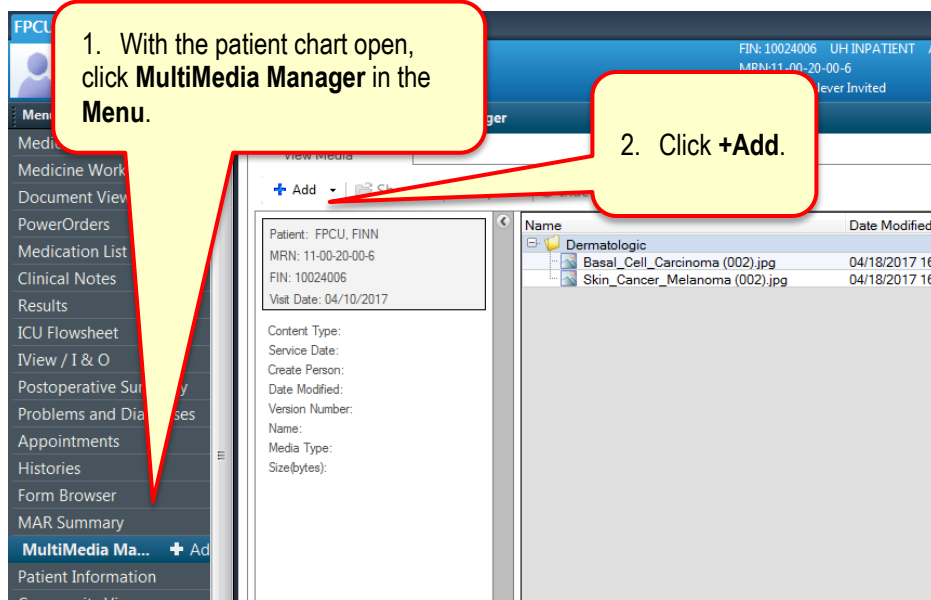 FPCU
1. With the patient chart open,
click MultiMedia Manager in the
Menu.
FIN: 10024006 UH INPATIENT
MRN:11-00-20-00-6
ever Invited
Men
ger
2. Click +Add.
View Media
Add
Medic
Medicine Work
Document View
PowerOrders
Medication List
Clinical Notes
Results
ICU Flowsheet
IView / I & O
Postoperative Su y
Problems and Dia ses
Appointments
Histories
Form Browser
MAR Summary
MultiMedia Ma... + Ad
Patient Information
Patient: FPCU, FINN
MRN: 11-00-20-00-6
FIN: 10024006
Visit Date: 04/10/2017
Content Type:
Service Date:
Create Person:
Date Modified:
Version Number:
Name:
Media Type:
Size(bytes):
Name Date Modified
Dermatologic
Basal_Cell_Carcinoma (002).jpg 04/18/2017 16
Skin_Cancer_Melanoma (002).jpg 04/18/2017 16